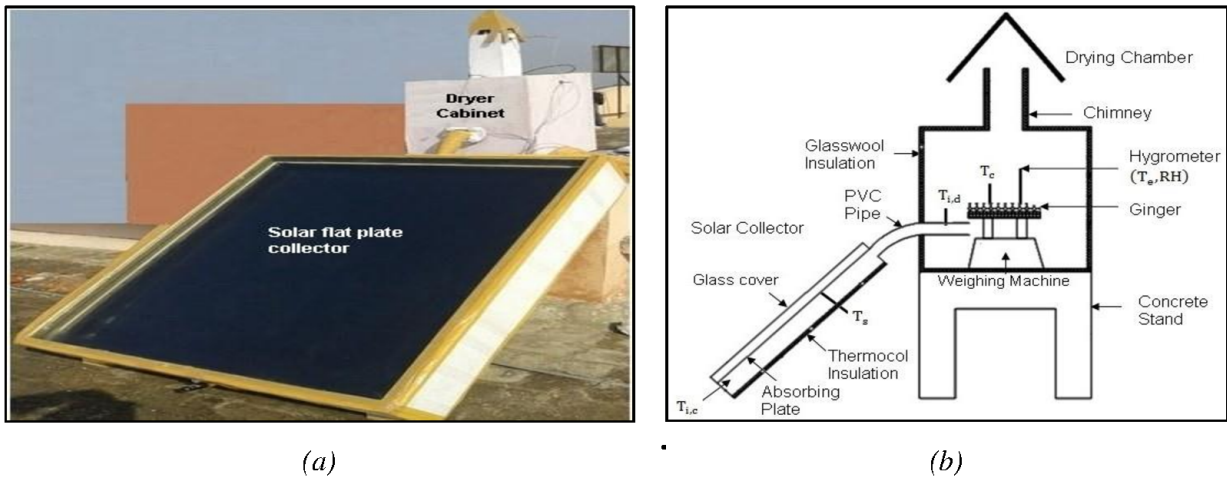 Dryer
Cabinet
Solar flat plate
collector
(a)
Drying Chamber
Chimney
Glasswool
Insulation
Hygrometer
(Te,RH)
Tc
Ti,d
PVC
Pipe
Ginger
Solar Collector
Weighing Machine
Glass cover
Concrete
Stand
Ts
Thermocol
Insulation
Absorbing
Plate
Ti,c
(b)